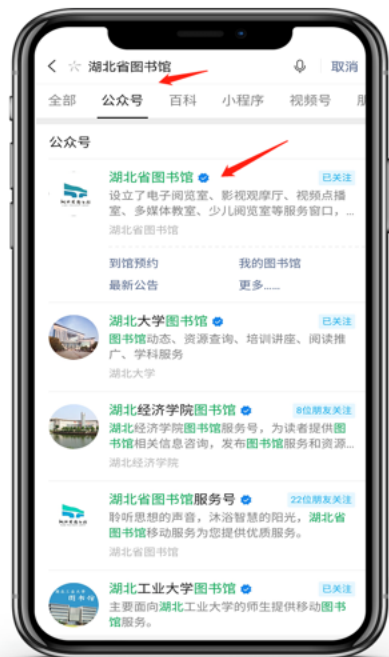 湖北省图书馆
取消
全部 公众号 百科 小程序 视频号
公众号
湖北省图书馆
已关注
设立了电子阅览室、影视观摩厅、视频点播
室、多媒体教室、少儿阅览室等服务窗口，...
湖北省图书馆
到馆预约 我的图书馆
最新公告 更多......
湖北大学图书馆
已关注
图书馆动态、资源查询、培训讲座、阅读推
广、学科服务
湖北大学
湖北经济学院图书馆
8位朋友关注
湖北经济学院图书馆服务号，为读者提供图
书馆相关信息咨询，发布图书馆服务和资源...
湖北经济学院
湖北省图书馆服务号
22位朋友关注
聆听思想的声音，沐浴智慧的阳光，湖北省
图书馆移动服务为您提供优质服务。
湖北省图书馆
湖北工业大学图书馆
已关注
主要面向湖北工业大学的师生提供移动图书
馆服务。